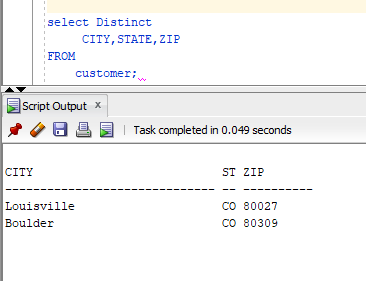 select Distinct
CITY,STATE,ZIP
FROM
customer;
Script Output x
Task completed in 0.049 seconds
CITY ST ZIP
------------------------------ -- ----------
Louisville CO 80027
Boulder CO 80309